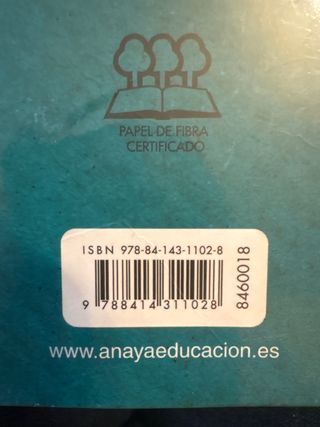 PAPEL DE FIBRA
CERTIFICADO
ISBN 978-84-143-1102-8
9 788414 311028
8460018
www.anayaeducacion.es